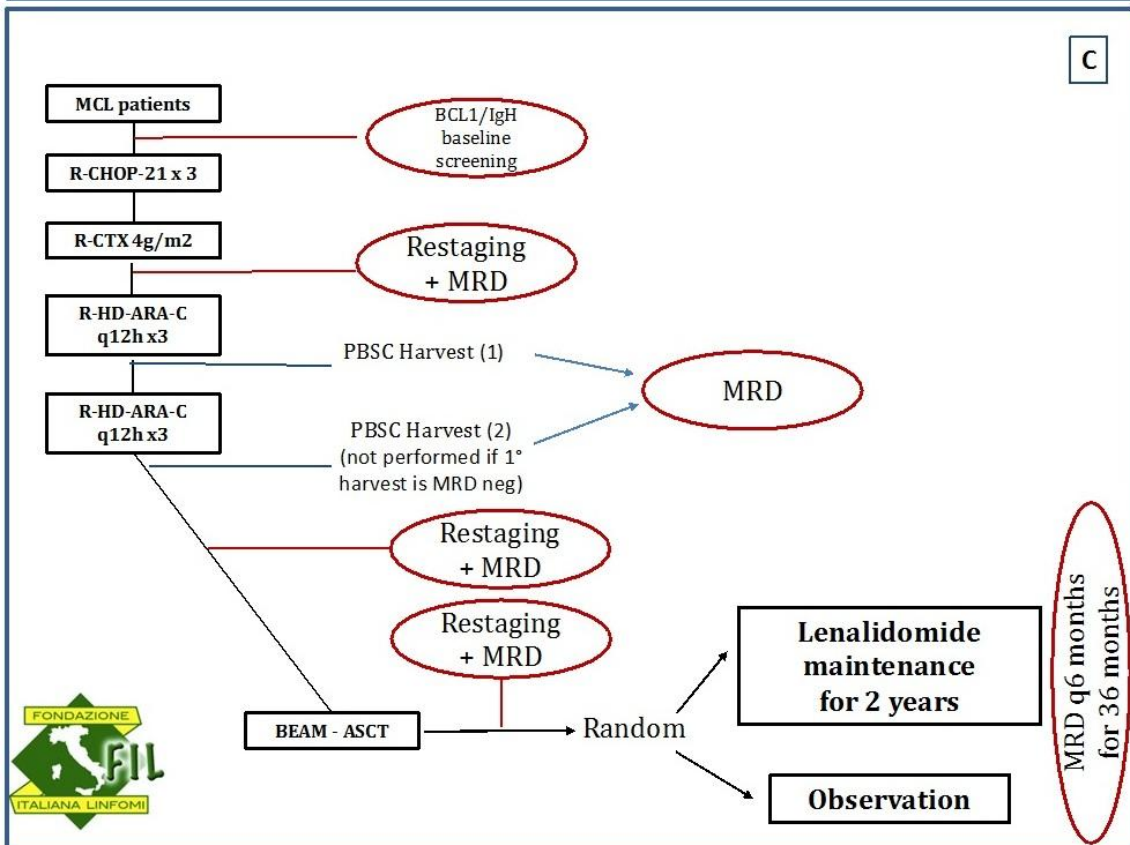 C
MCL patients
BCL1/IgH
baseline
screening
R-CHOP-21 x 3
R-CTX 4g/m2
Restaging
+ MRD
R-HD-ARA-C
q12h x3
PBSC Harvest (1)
MRD
R-HD-ARA-C
q12h x3
PBSC Harvest (2)
(not performed if 1°
harvest is MRD neg)
Restaging
+ MRD
Restaging
+ MRD
BEAM - ASCT
Random
Lenalidomide
maintenance
for 2 years
Observation
MRD q6 months
for 36 months
FONDAZIONE
FIL
ITALIANA LINFOMI